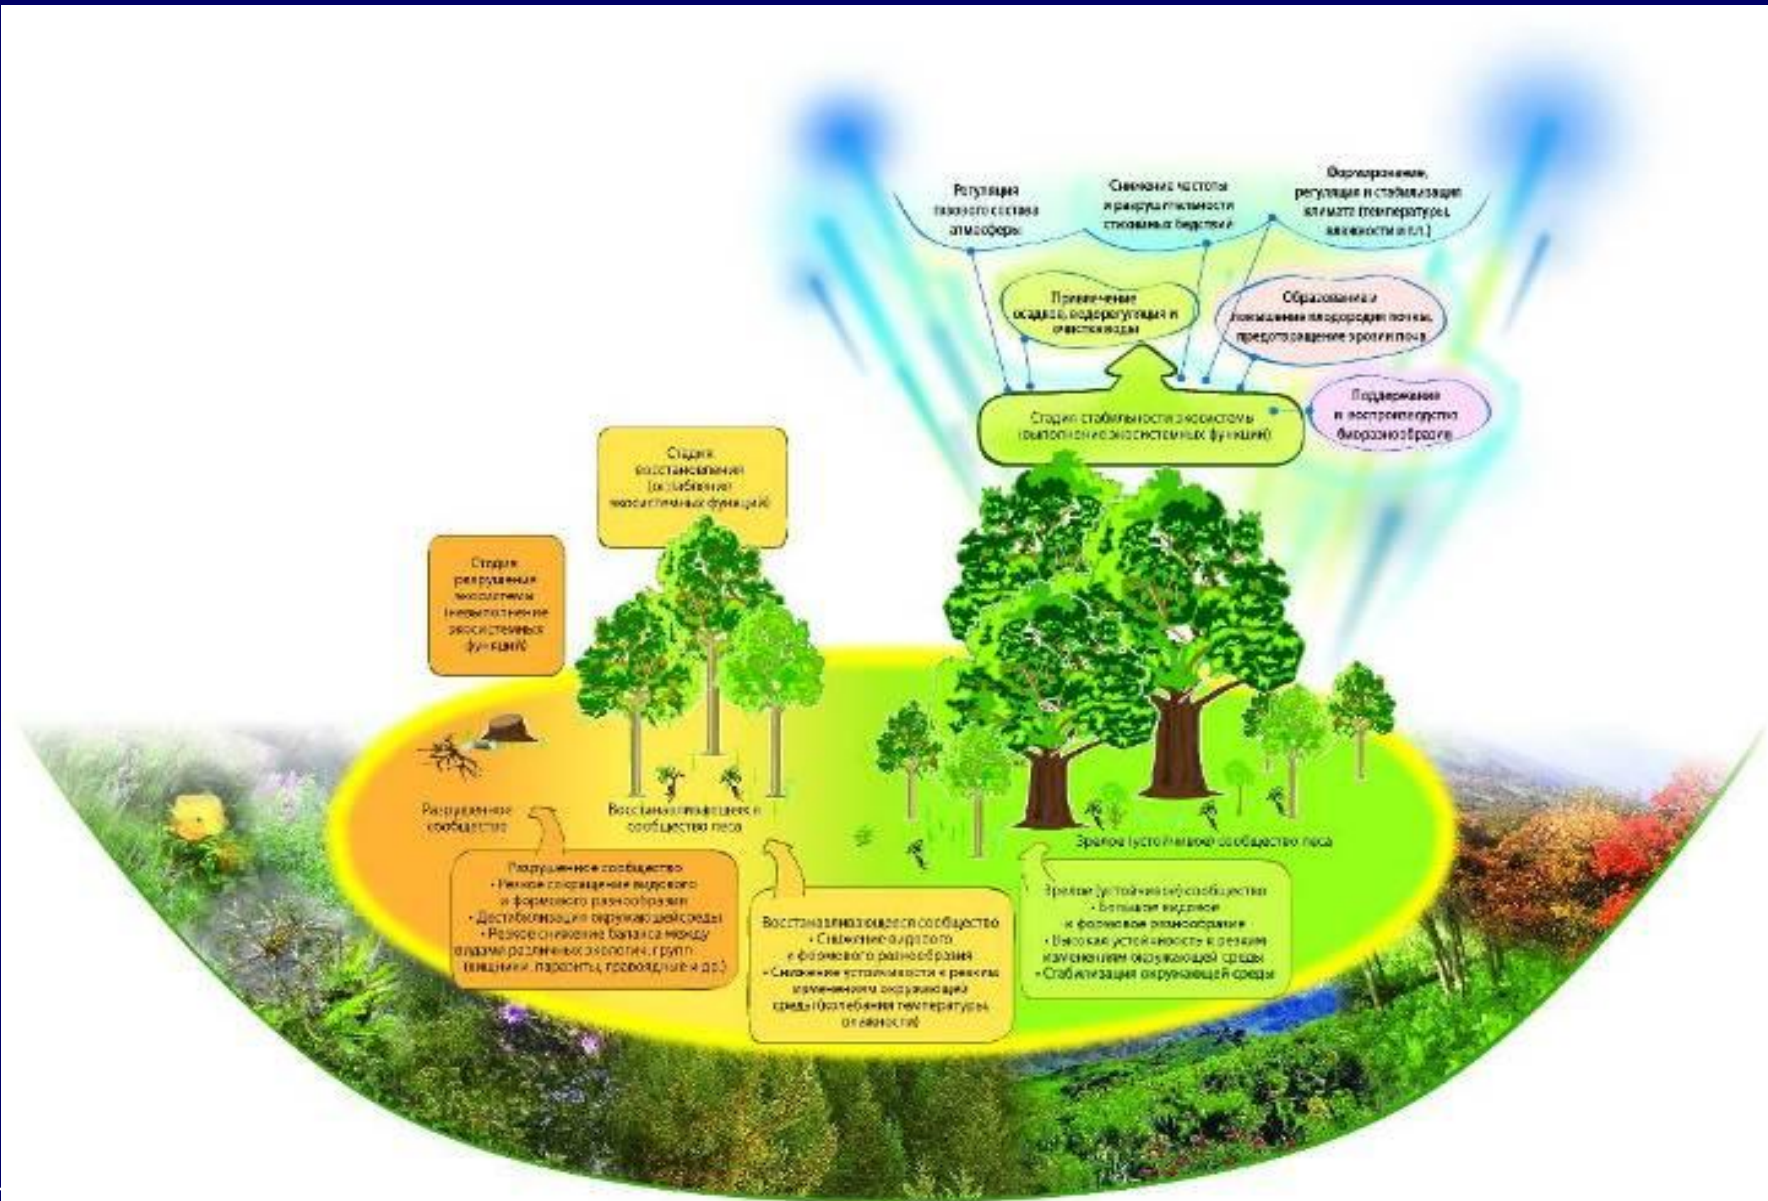 Регуляция
газового состава
атмосферы
Снижение частоты
и разрушительности
стихийных бедствий
Формирование,
регуляция и стабилизация
климата (температуры,
влажности и т.п.)
Привлечение
осадков, водорегуляция и
очистка воды
Образование и
повышение плодородия почвы,
предотвращение эрозии почв
Стадия стабильности экосистемы
(выполнение экосистемных функций)
Поддержание
и воспроизводство
биоразнообразия
Стадия
восстановления
(ослабление
экосистемных функций)
Стадия
разрушения
экосистемы
(невыполнение
экосистемных
функций)
Разрушенное
сообщество
Восстанавливающееся
сообщество леса
Зрелое (устойчивое) сообщество леса
Разрушенное сообщество
• Резкое сокращение видового
и формового разнообразия
• Дестабилизация окружающей среды
• Резкое снижение баланса между
видами различных экологич. групп
(хищники, паразиты, травоядные и др.)
Восстанавливающееся сообщество
• Снижение видового
и формового разнообразия
• Снижение устойчивости к резким
изменениям окружающей
среды (колебания температуры,
влажности)
Зрелое (устойчивое) сообщество
• Большое видовое
и формовое разнообразие
• Высокая устойчивость к резким
изменениям окружающей среды
• Стабилизация окружающей среды